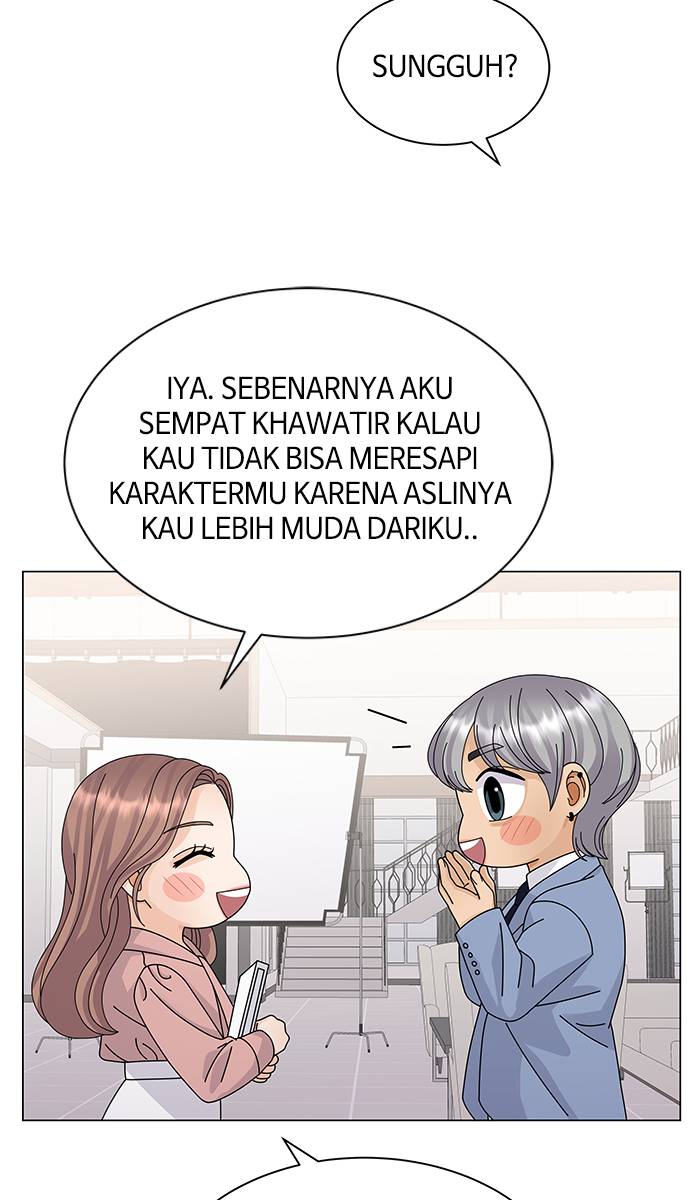 SUNGGUH?
IYA. SEBENARNYA AKU
SEMPAT KHAWATIR KALAU
KAU TIDAK BISA MERESAPI
KARAKTERMU KARENA ASLINYA
KAU LEBIH MUDA DARIKU..